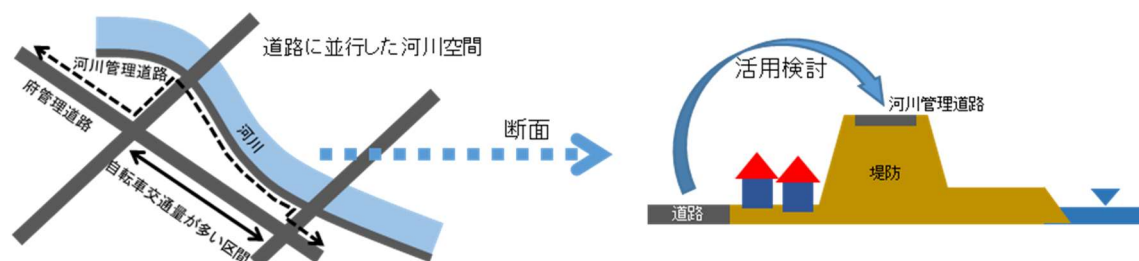 道路に並行した河川空間
河川管理道路
府管理道路
河川
自転車交通量が多い区間
断面
活用検討
河川管理道路
堤防
道路